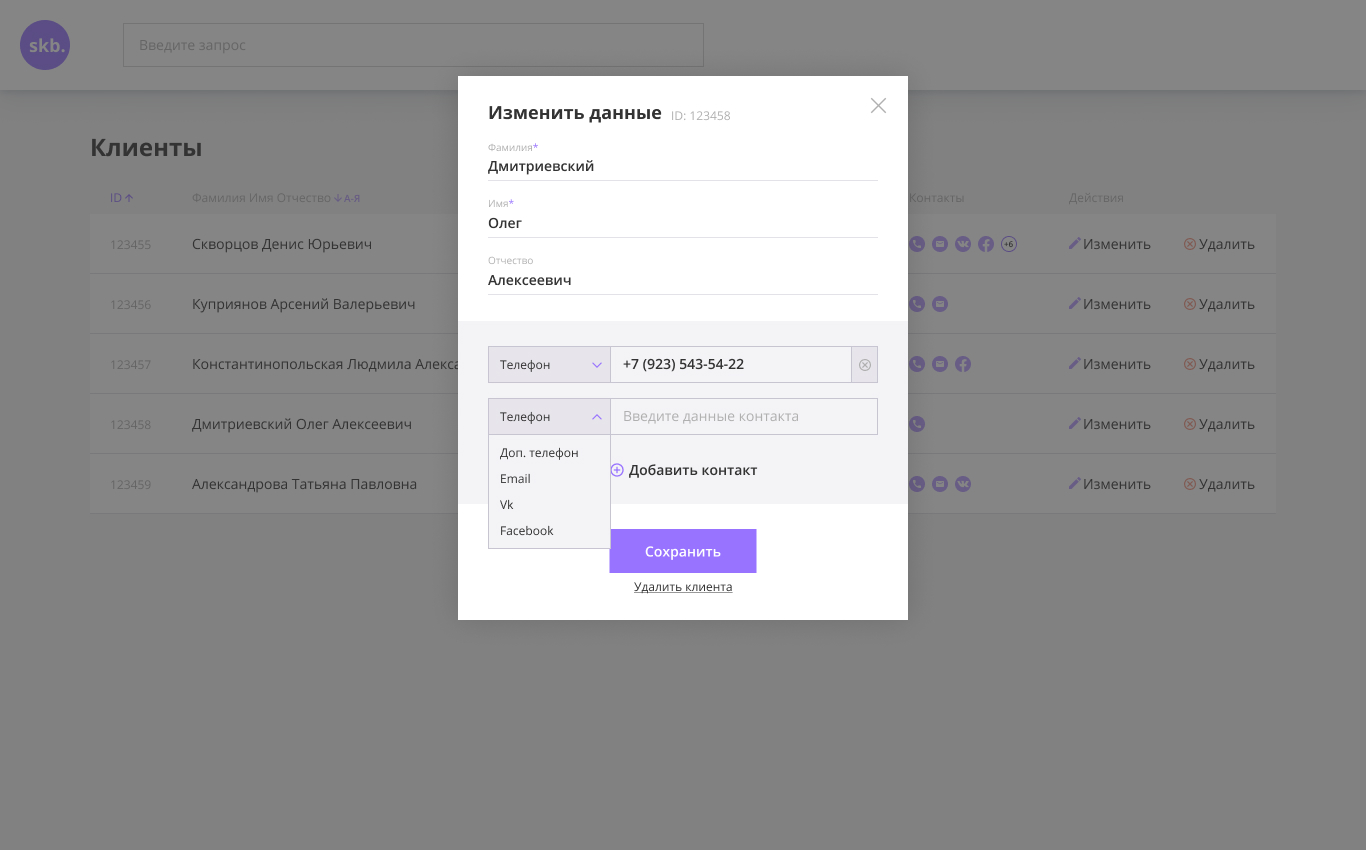 skb.
Введите запрос
Изменить данные ID: 123458
Фамилия*
Дмитриевский
Имя*
Олег
Отчество
Алексеевич
Телефон +7 (923) 543-54-22
Телефон Введите данные контакта
Доп. телефон
Email
Vk
Facebook
Добавить контакт
Сохранить
Удалить клиента
Клиенты
ID Фамилия Имя Отчество А-Я Контакты Действия
123455 Скворцов Денис Юрьевич +6 Изменить Удалить
123456 Куприянов Арсений Валерьевич Изменить Удалить
123457 Константинопольская Людмила Алекса Изменить Удалить
123458 Дмитриевский Олег Алексеевич Изменить Удалить
123459 Александрова Татьяна Павловна Изменить Удалить